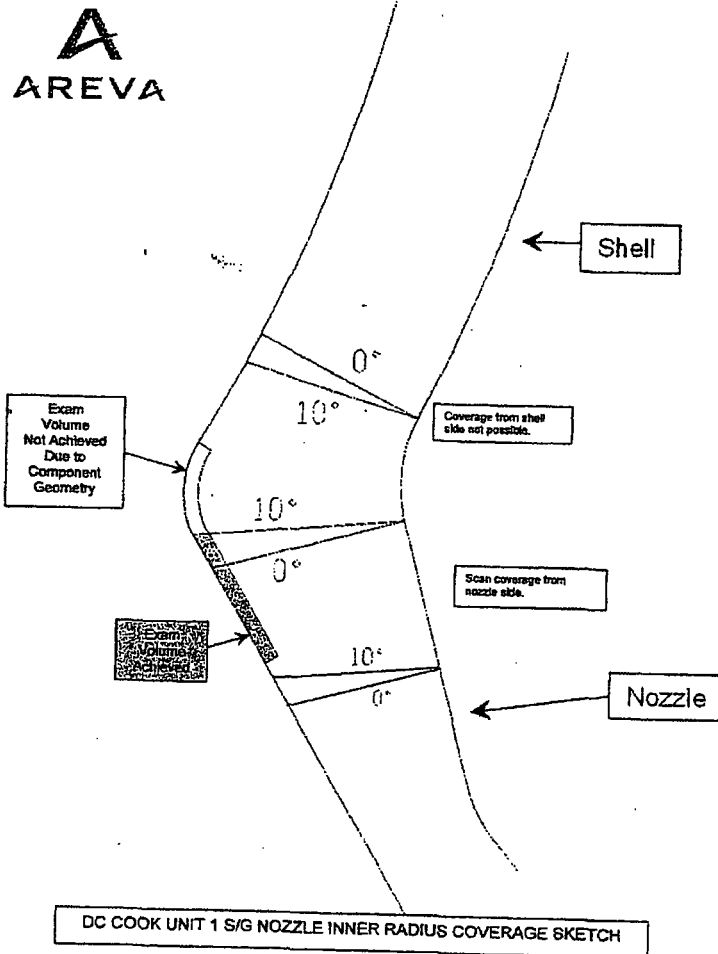 AREVA
Shell
0°
10°
Exam
Volume
Not Achieved
Due to
Component
Geometry
Coverage from shell
side not possible.
10°
0°
Scan coverage from
nozzle side.
Exam
Volume
Achieved
10°
0°
Nozzle
DC COOK UNIT 1 S/G NOZZLE INNER RADIUS COVERAGE SKETCH